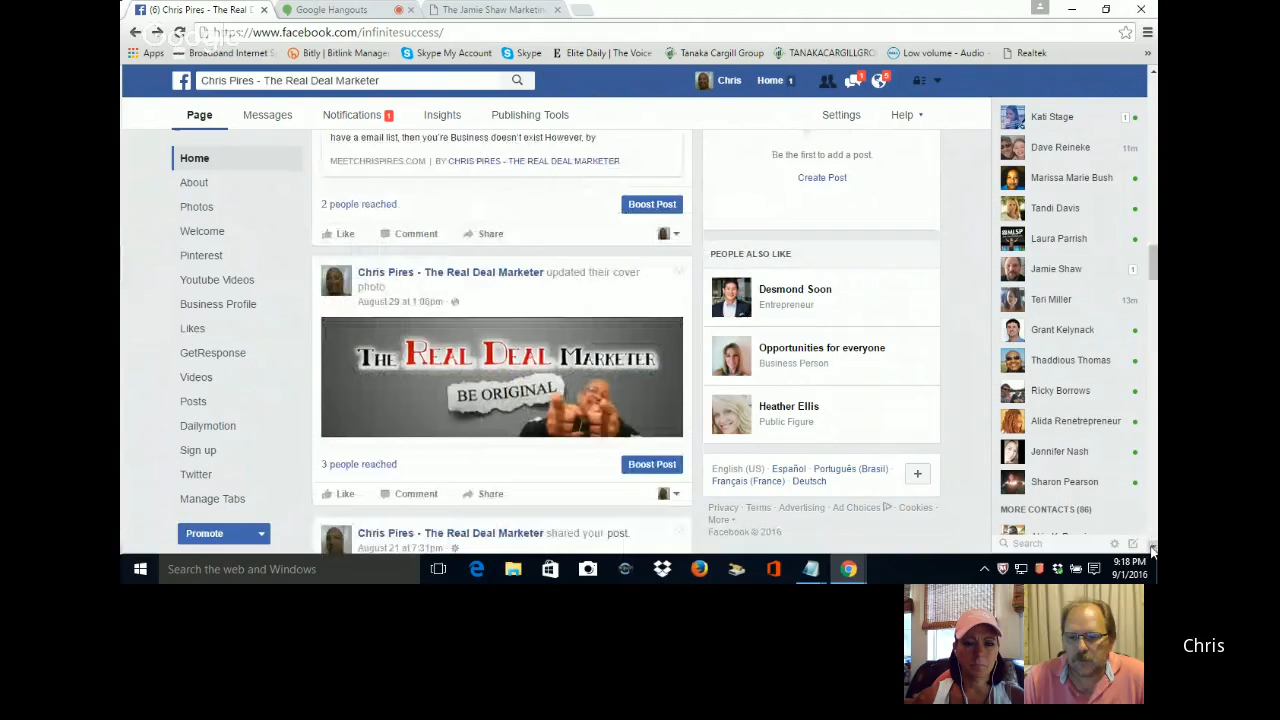 (6) Chris Pires - The Real D
Google Hangouts
The Jamie Shaw Marketin
https://www.facebook.com/infinitesuccess/
Apps
Broadband Internet S
Bitly | Bitlink Manager
Skype My Account
Skype
Elite Daily | The Voice
Tanaka Cargill Group
TANAKACARGILLGRO
Low volume - Audio
Realtek
»
Chris Pires - The Real Deal Marketer
Chris
Home 1
1
5
Page
Messages
Notifications 1
Insights
Publishing Tools
Settings
Help
Home
About
Photos
Welcome
Pinterest
Youtube Videos
Business Profile
Likes
GetResponse
Videos
Posts
Dailymotion
Sign up
Twitter
Manage Tabs
Promote
have a email list, then you're Business doesn't exist However, by
MEETCHRISPIRES.COM | BY CHRIS PIRES - THE REAL DEAL MARKETER
2 people reached
Boost Post
Like
Comment
Share
Chris Pires - The Real Deal Marketer updated their cover
photo
August 29 at 1:06pm ·
THE REAL DEAL MARKETER
BE ORIGINAL
3 people reached
Boost Post
Like
Comment
Share
Chris Pires - The Real Deal Marketer shared your post.
August 21 at 7:31pm ·
Be the first to add a post.
Create Post
PEOPLE ALSO LIKE
Desmond Soon
Entrepreneur
Opportunities for everyone
Business Person
Heather Ellis
Public Figure
English (US) · Español · Português (Brasil) ·
Français (France) · Deutsch
+
Privacy · Terms · Advertising · Ad Choices · Cookies ·
More
Facebook © 2016
Kati Stage 1
Dave Reineke 11m
Marissa Marie Bush
Tandi Davis
Laura Parrish
Jamie Shaw 1
Teri Miller 13m
Grant Kelynack
Thaddious Thomas
Ricky Borrows
Alida Renetrepreneur
Jennifer Nash
Sharon Pearson
MORE CONTACTS (86)
Search
Search the web and Windows
9:18 PM
9/1/2016
Chris